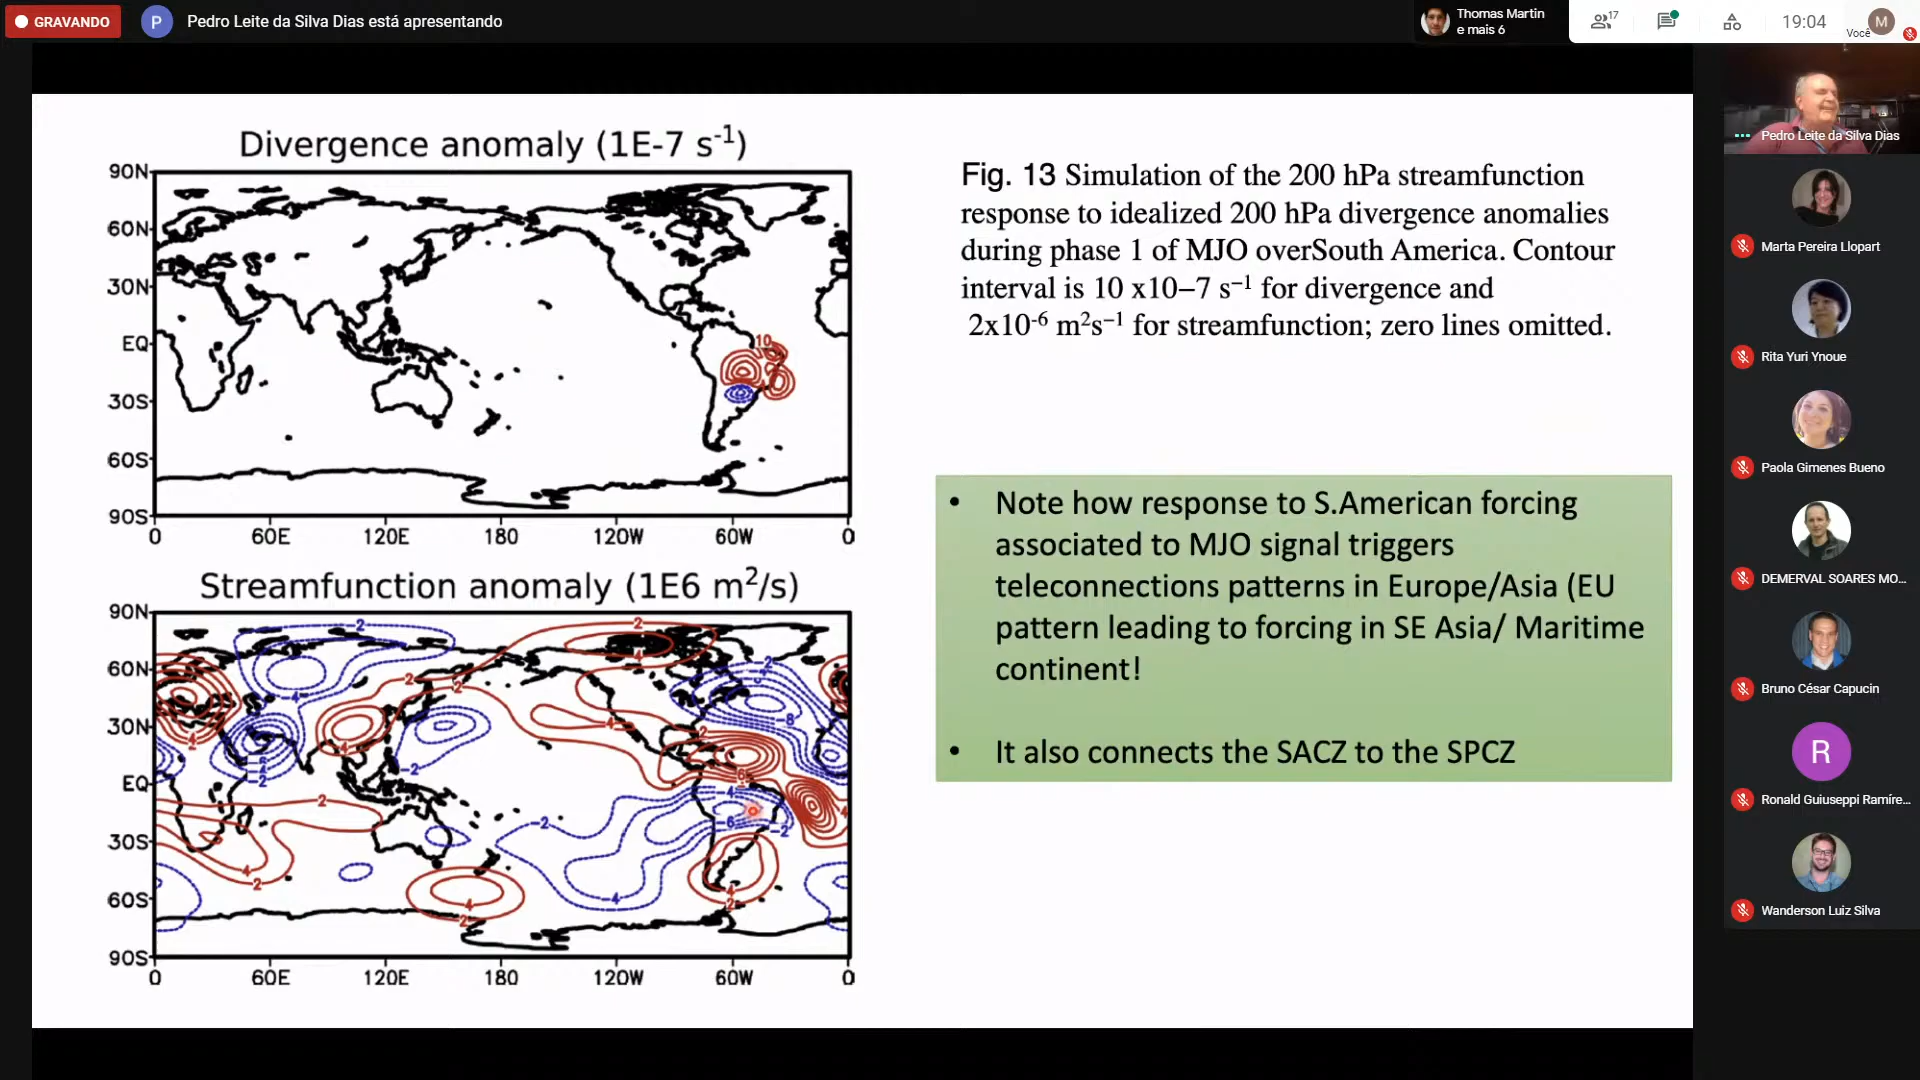 GRAVANDO
P
Pedro Leite da Silva Dias está apresentando
Thomas Martin
e mais 6
17
19:04
Você
M
Divergence anomaly (1E-7 s-1)
90N
60N
30N
EQ
30S
60S
90S
10
0 60E 120E 180 120W 60W 0
Streamfunction anomaly (1E6 m2/s)
90N
60N
30N
EQ
30S
60S
90S
0 60E 120E 180 120W 60W 0
Fig. 13 Simulation of the 200 hPa streamfunction
response to idealized 200 hPa divergence anomalies
during phase 1 of MJO overSouth America. Contour
interval is 10 x10–7 s−1 for divergence and
2x10-6 m2s−1 for streamfunction; zero lines omitted.
• Note how response to S.American forcing
associated to MJO signal triggers
teleconnections patterns in Europe/Asia (EU
pattern leading to forcing in SE Asia/ Maritime
continent!
• It also connects the SACZ to the SPCZ
Pedro Leite da Silva Dias
Marta Pereira Llopart
Rita Yuri Ynoue
Paola Gimenes Bueno
DEMERVAL SOARES MO...
Bruno César Capucin
R
Ronald Guiuseppi Ramíre...
Wanderson Luiz Silva